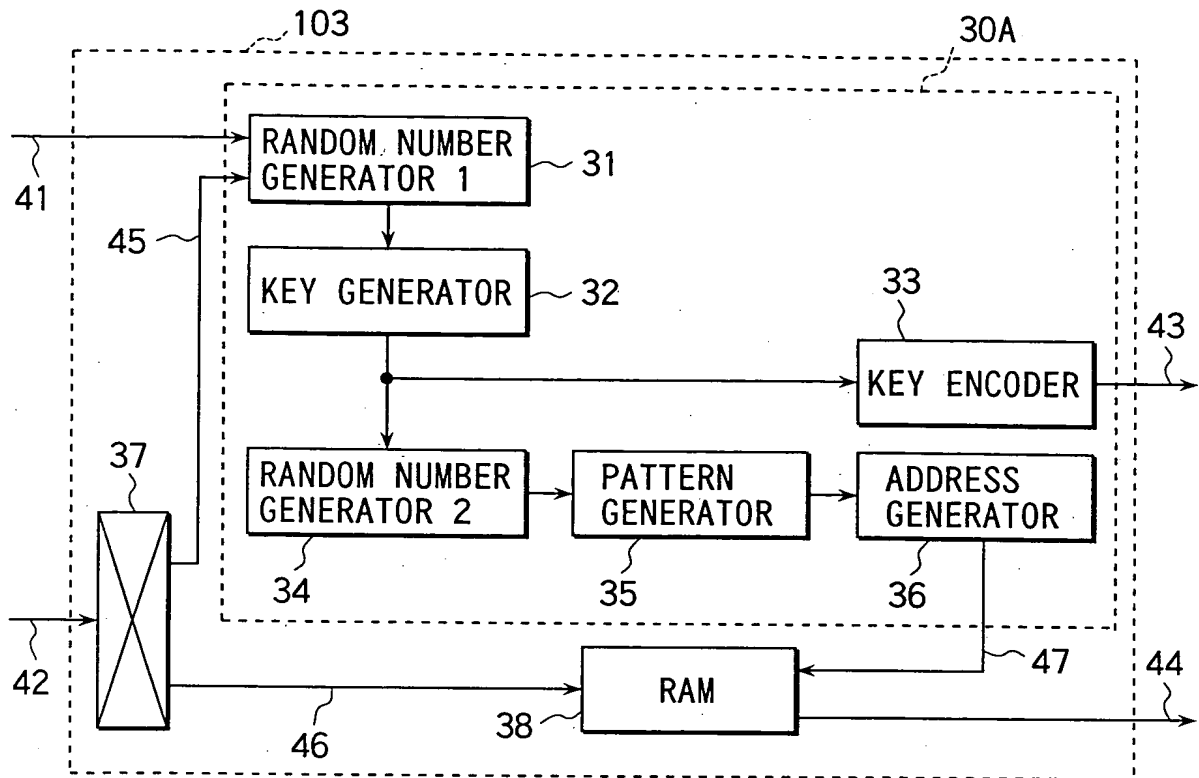 103
30A
RANDOM NUMBER
GENERATOR 1
31
41
45
KEY GENERATOR
32
33
43
KEY ENCODER
37
RANDOM NUMBER
GENERATOR 2
PATTERN
GENERATOR
ADDRESS
GENERATOR
34
35
36
42
47
44
RAM
38
46